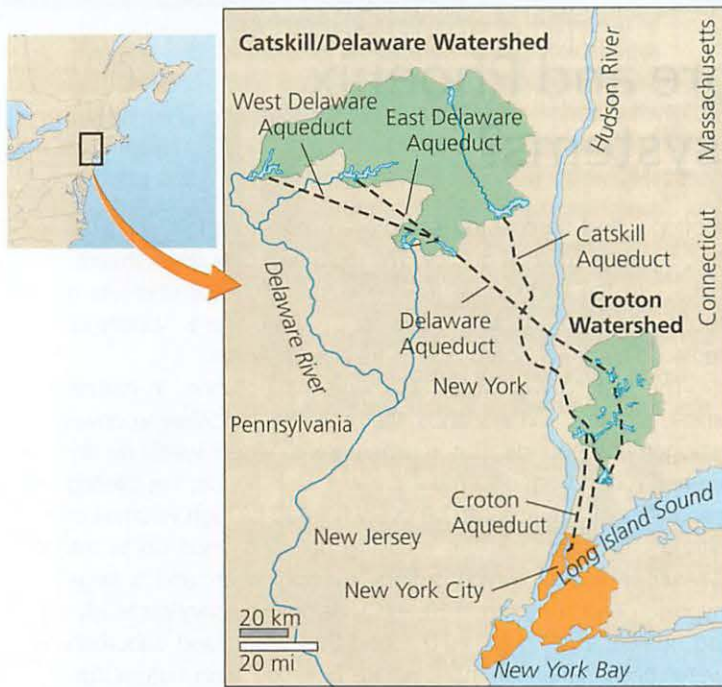 Catskill/Delaware Watershed
West Delaware
Aqueduct
East Delaware
Aqueduct
Hudson River
Massachusetts
Catskill
Aqueduct
Connecticut
Croton
Watershed
Delaware River
Delaware
Aqueduct
New York
Pennsylvania
Croton
Aqueduct
Long Island Sound
New Jersey
New York City
20 km
20 mi
New York Bay